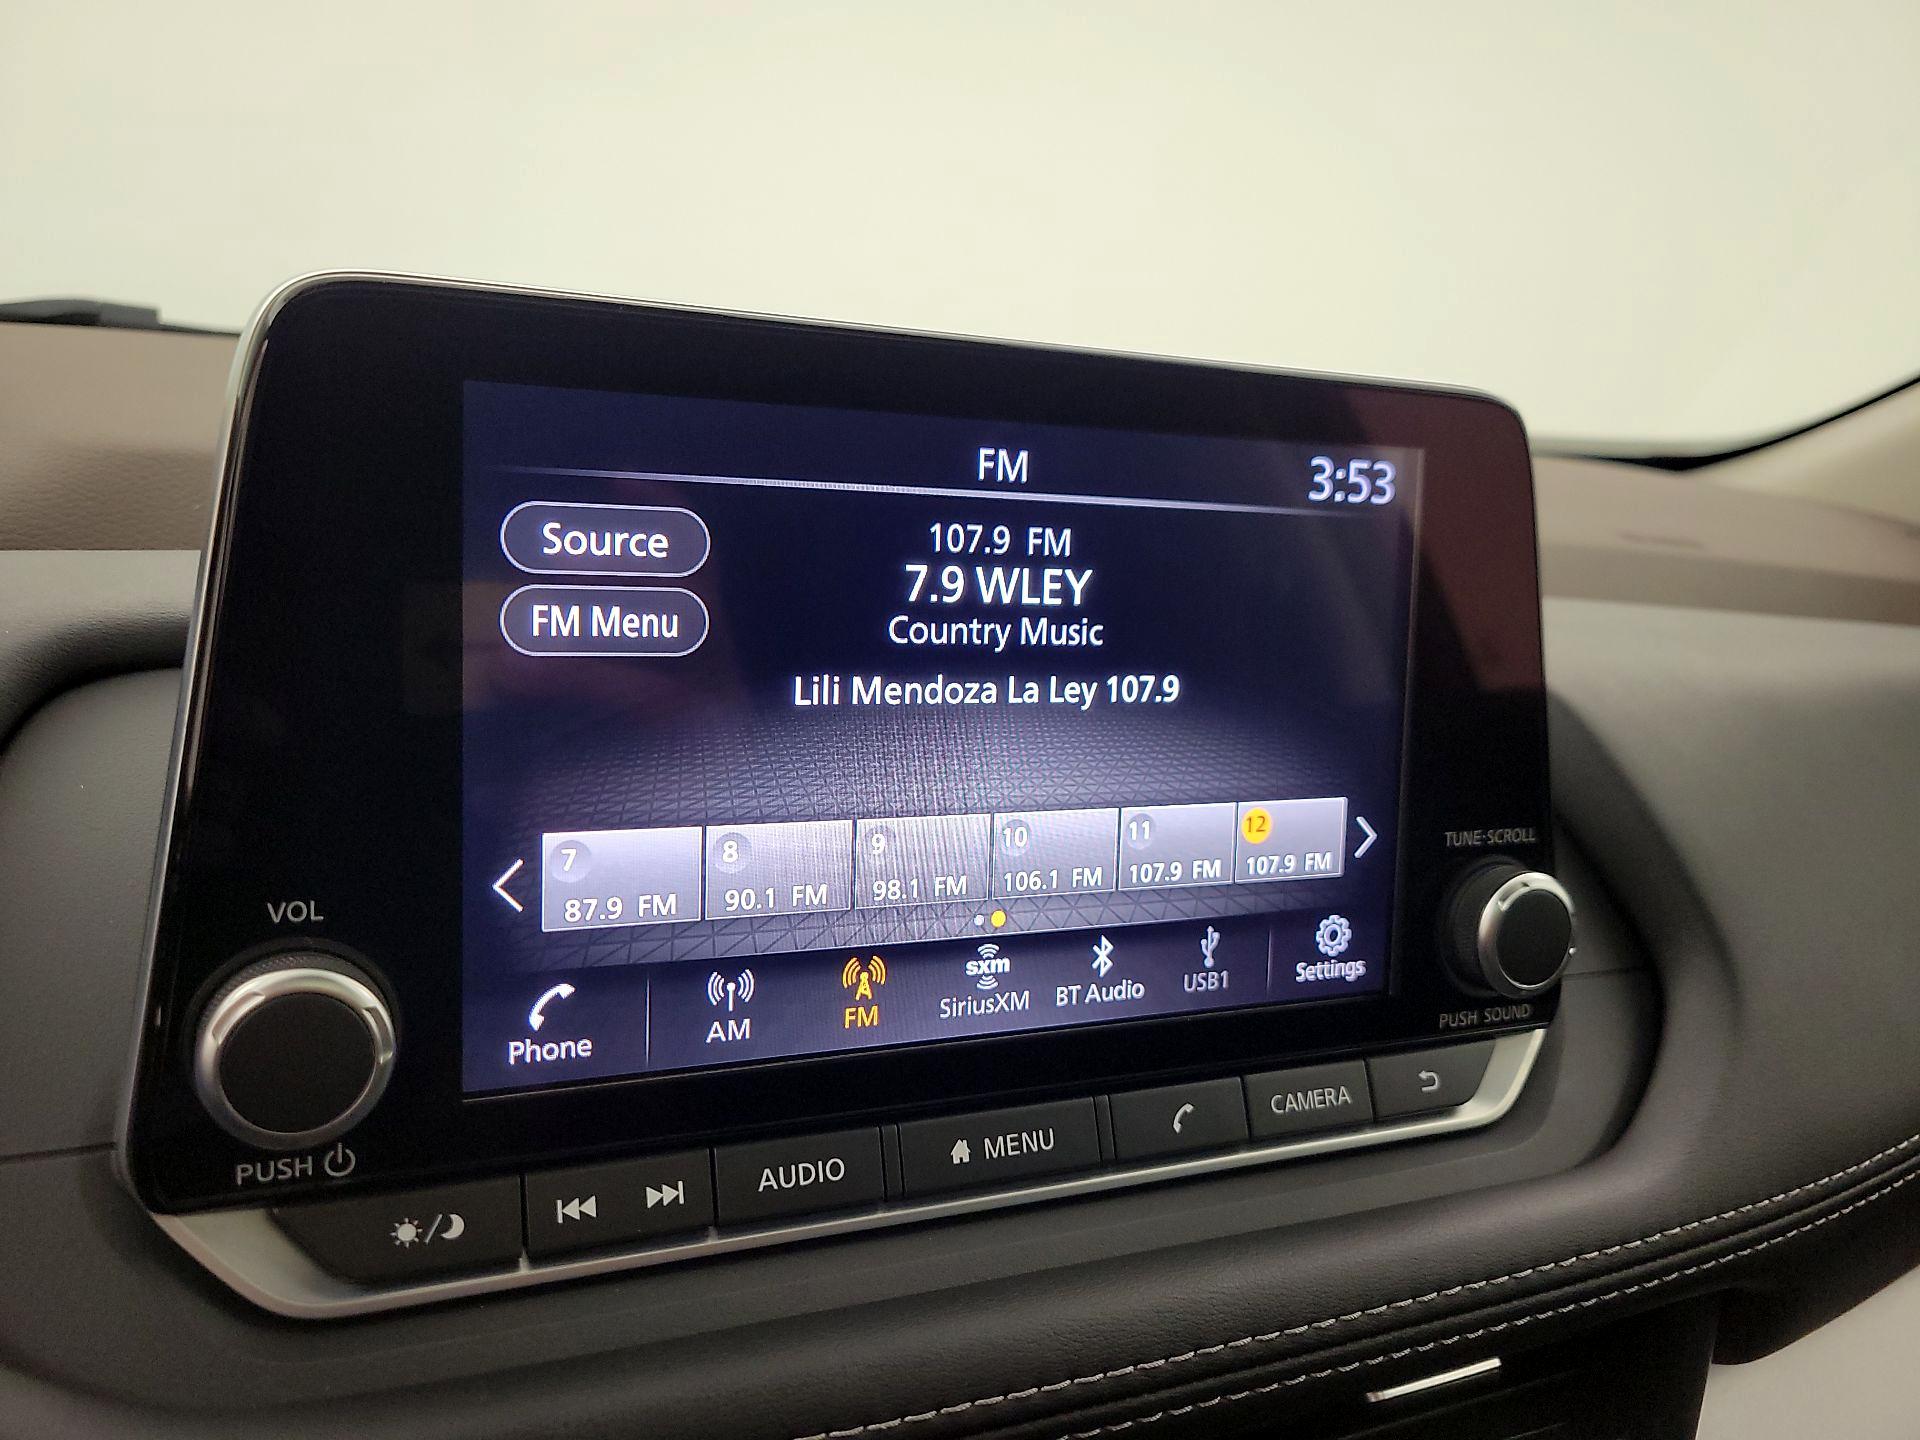 FM
3:53
Source
107.9 FM
7.9 WLEY
FM Menu
Country Music
Lili Mendoza La Ley 107.9
7
8
9
10
11
12
87.9 FM
90.1 FM
98.1 FM
106.1 FM
107.9 FM
107.9 FM
Phone
AM
FM
sxm
SiriusXM
BT Audio
USB1
Settings
VOL
PUSH
TUNE·SCROLL
PUSH SOUND
AUDIO
MENU
CAMERA